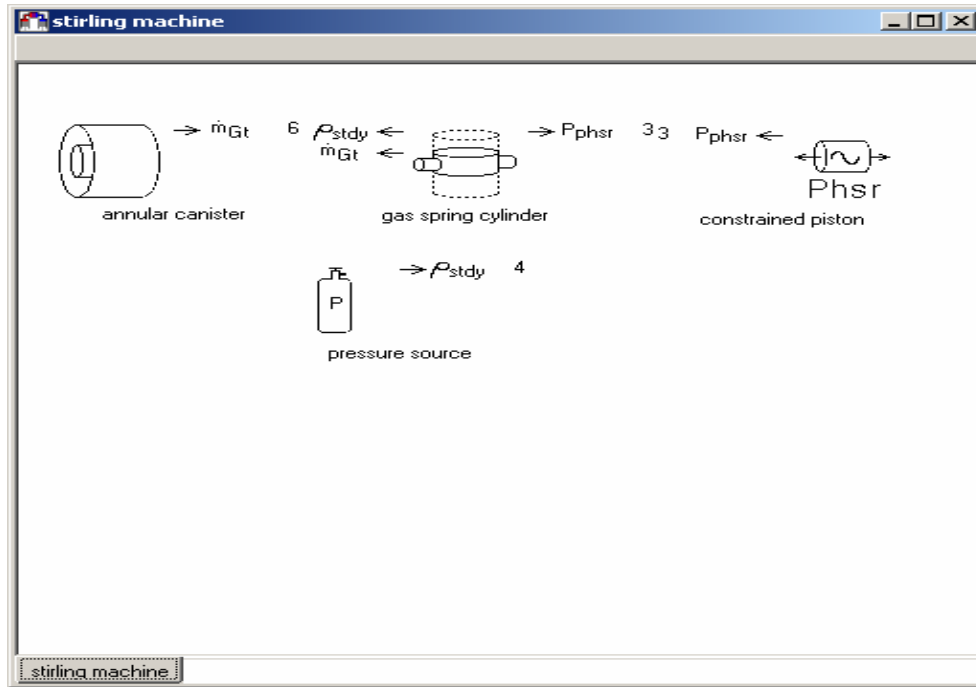 stirling machine
ṁGt 6 ρstdy Pphsr 3 3 Pphsr
ṁGt
Phsr
annular canister gas spring cylinder constrained piston
ρstdy 4
P
pressure source
stirling machine